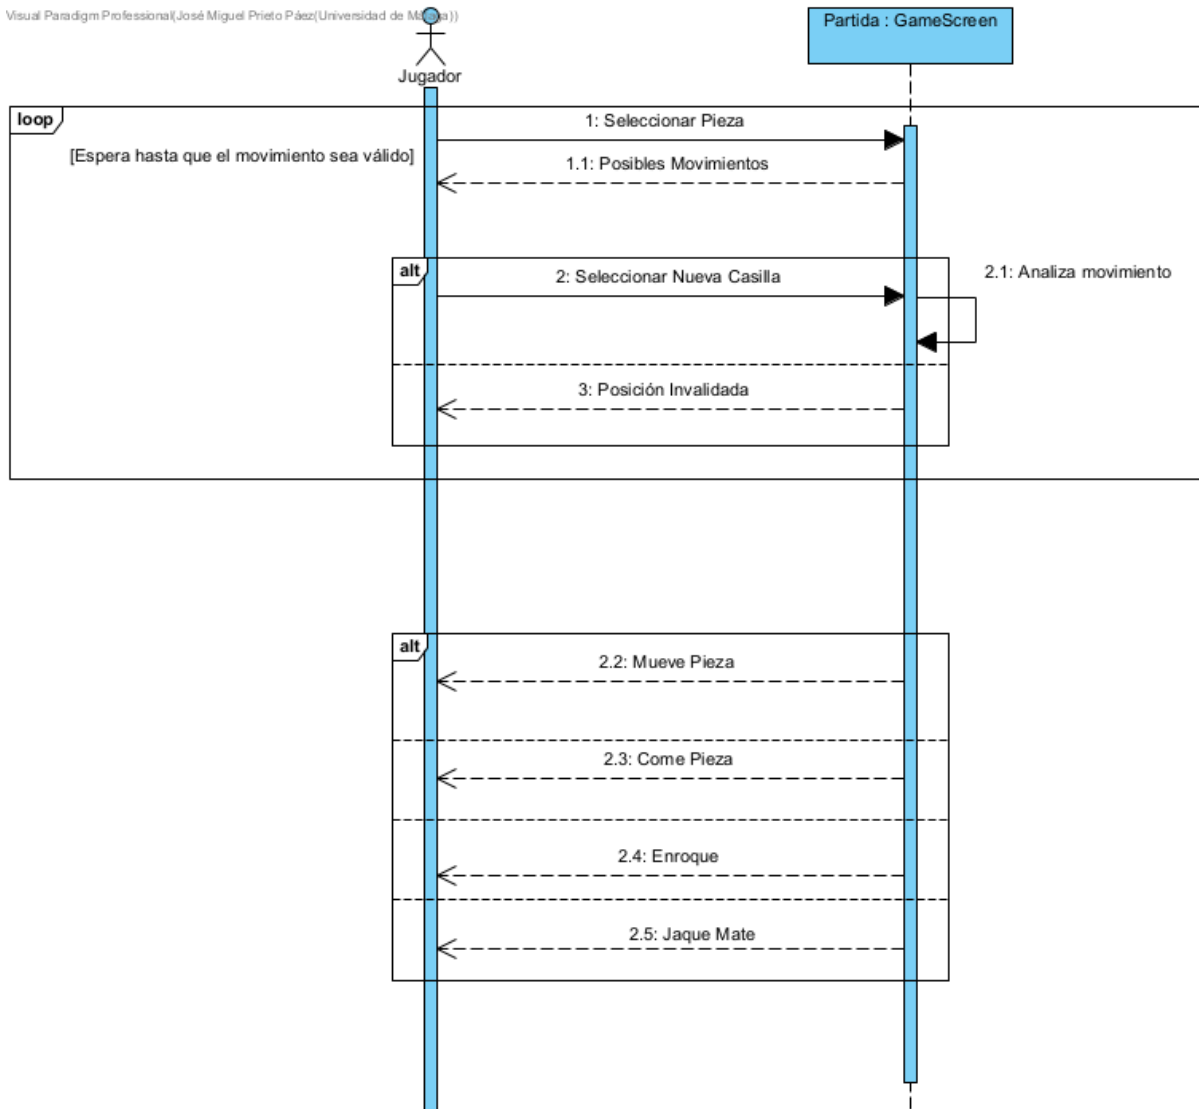 Visual Paradigm Professional(José Miguel Prieto Páez(Universidad de Málaga))
Partida : GameScreen
Jugador
loop
1: Seleccionar Pieza
[Espera hasta que el movimiento sea válido]
1.1: Posibles Movimientos
alt
2: Seleccionar Nueva Casilla
2.1: Analiza movimiento
3: Posición Invalidada
alt
2.2: Mueve Pieza
2.3: Come Pieza
2.4: Enroque
2.5: Jaque Mate